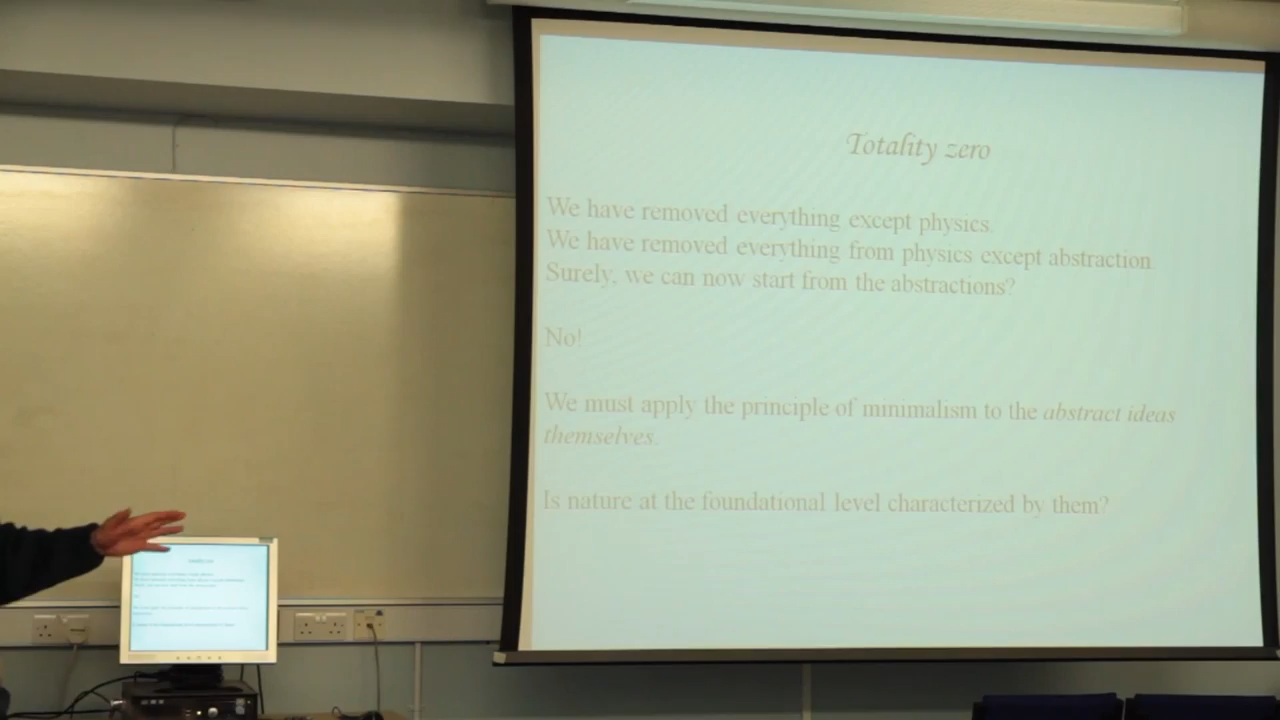 Totality zero
We have removed everything except physics.
We have removed everything from physics except abstraction.
Surely, we can now start from the abstractions?
No!
We must apply the principle of minimalism to the abstract ideas
themselves.
Is nature at the foundational level characterized by them?